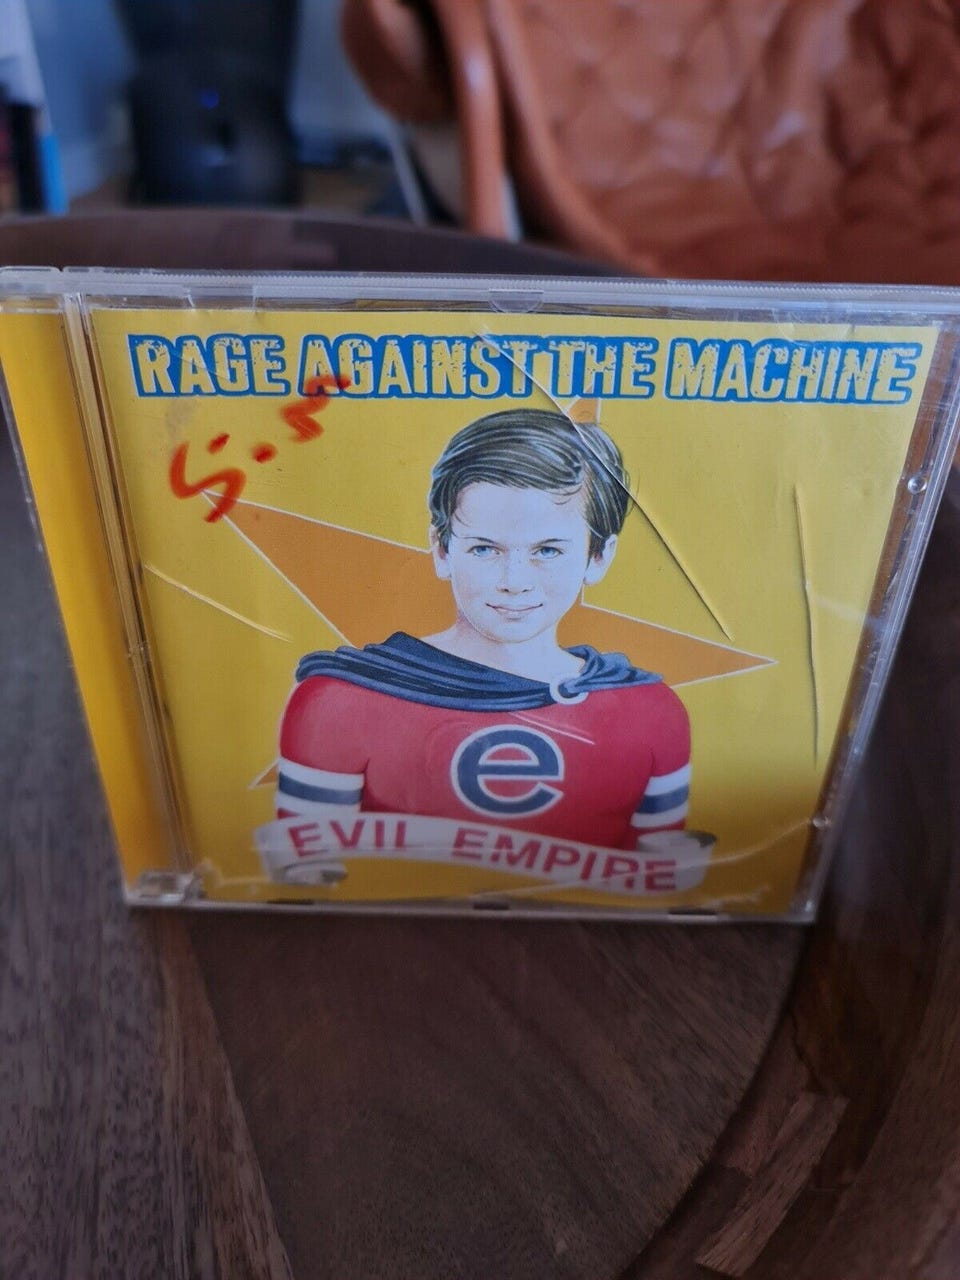 RAGE AGAINST THE MACHINE
e
EVIL EMPIRE